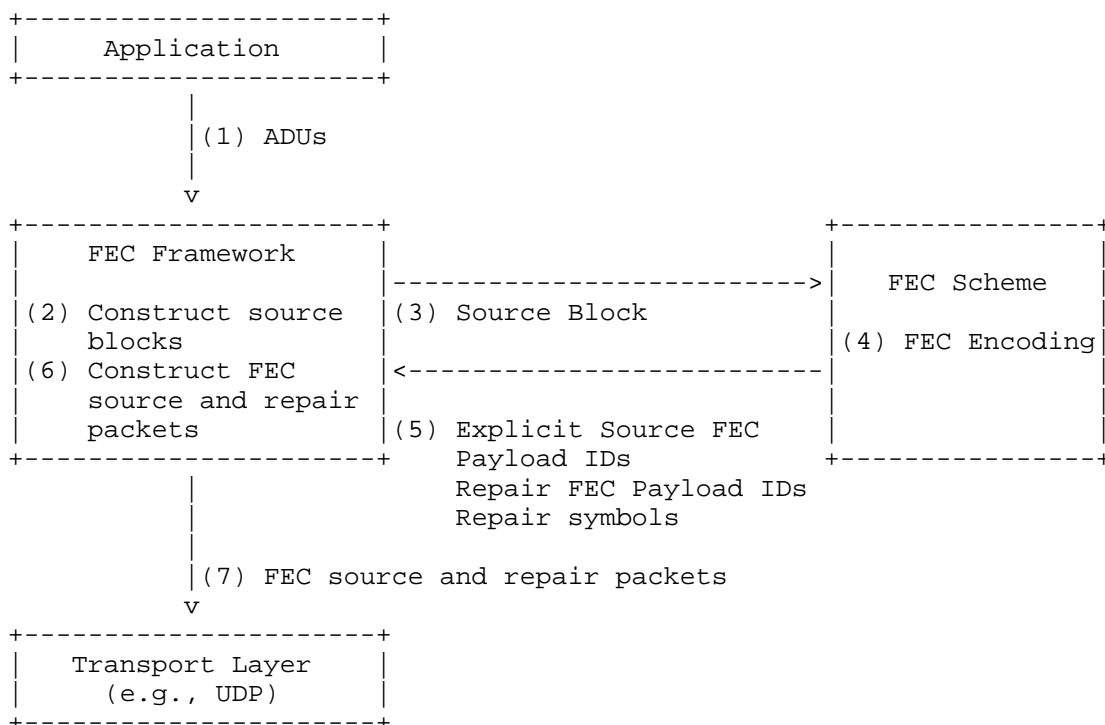 Application
(1) ADUs
FEC Framework
FEC Scheme
(2) Construct source
(3) Source Block
blocks
(4) FEC Encoding
(6) Construct FEC
source and repair
packets
(5) Explicit Source FEC
Payload IDs
Repair FEC Payload IDs
Repair symbols
(7) FEC source and repair packets
Transport Layer
(e.g., UDP)